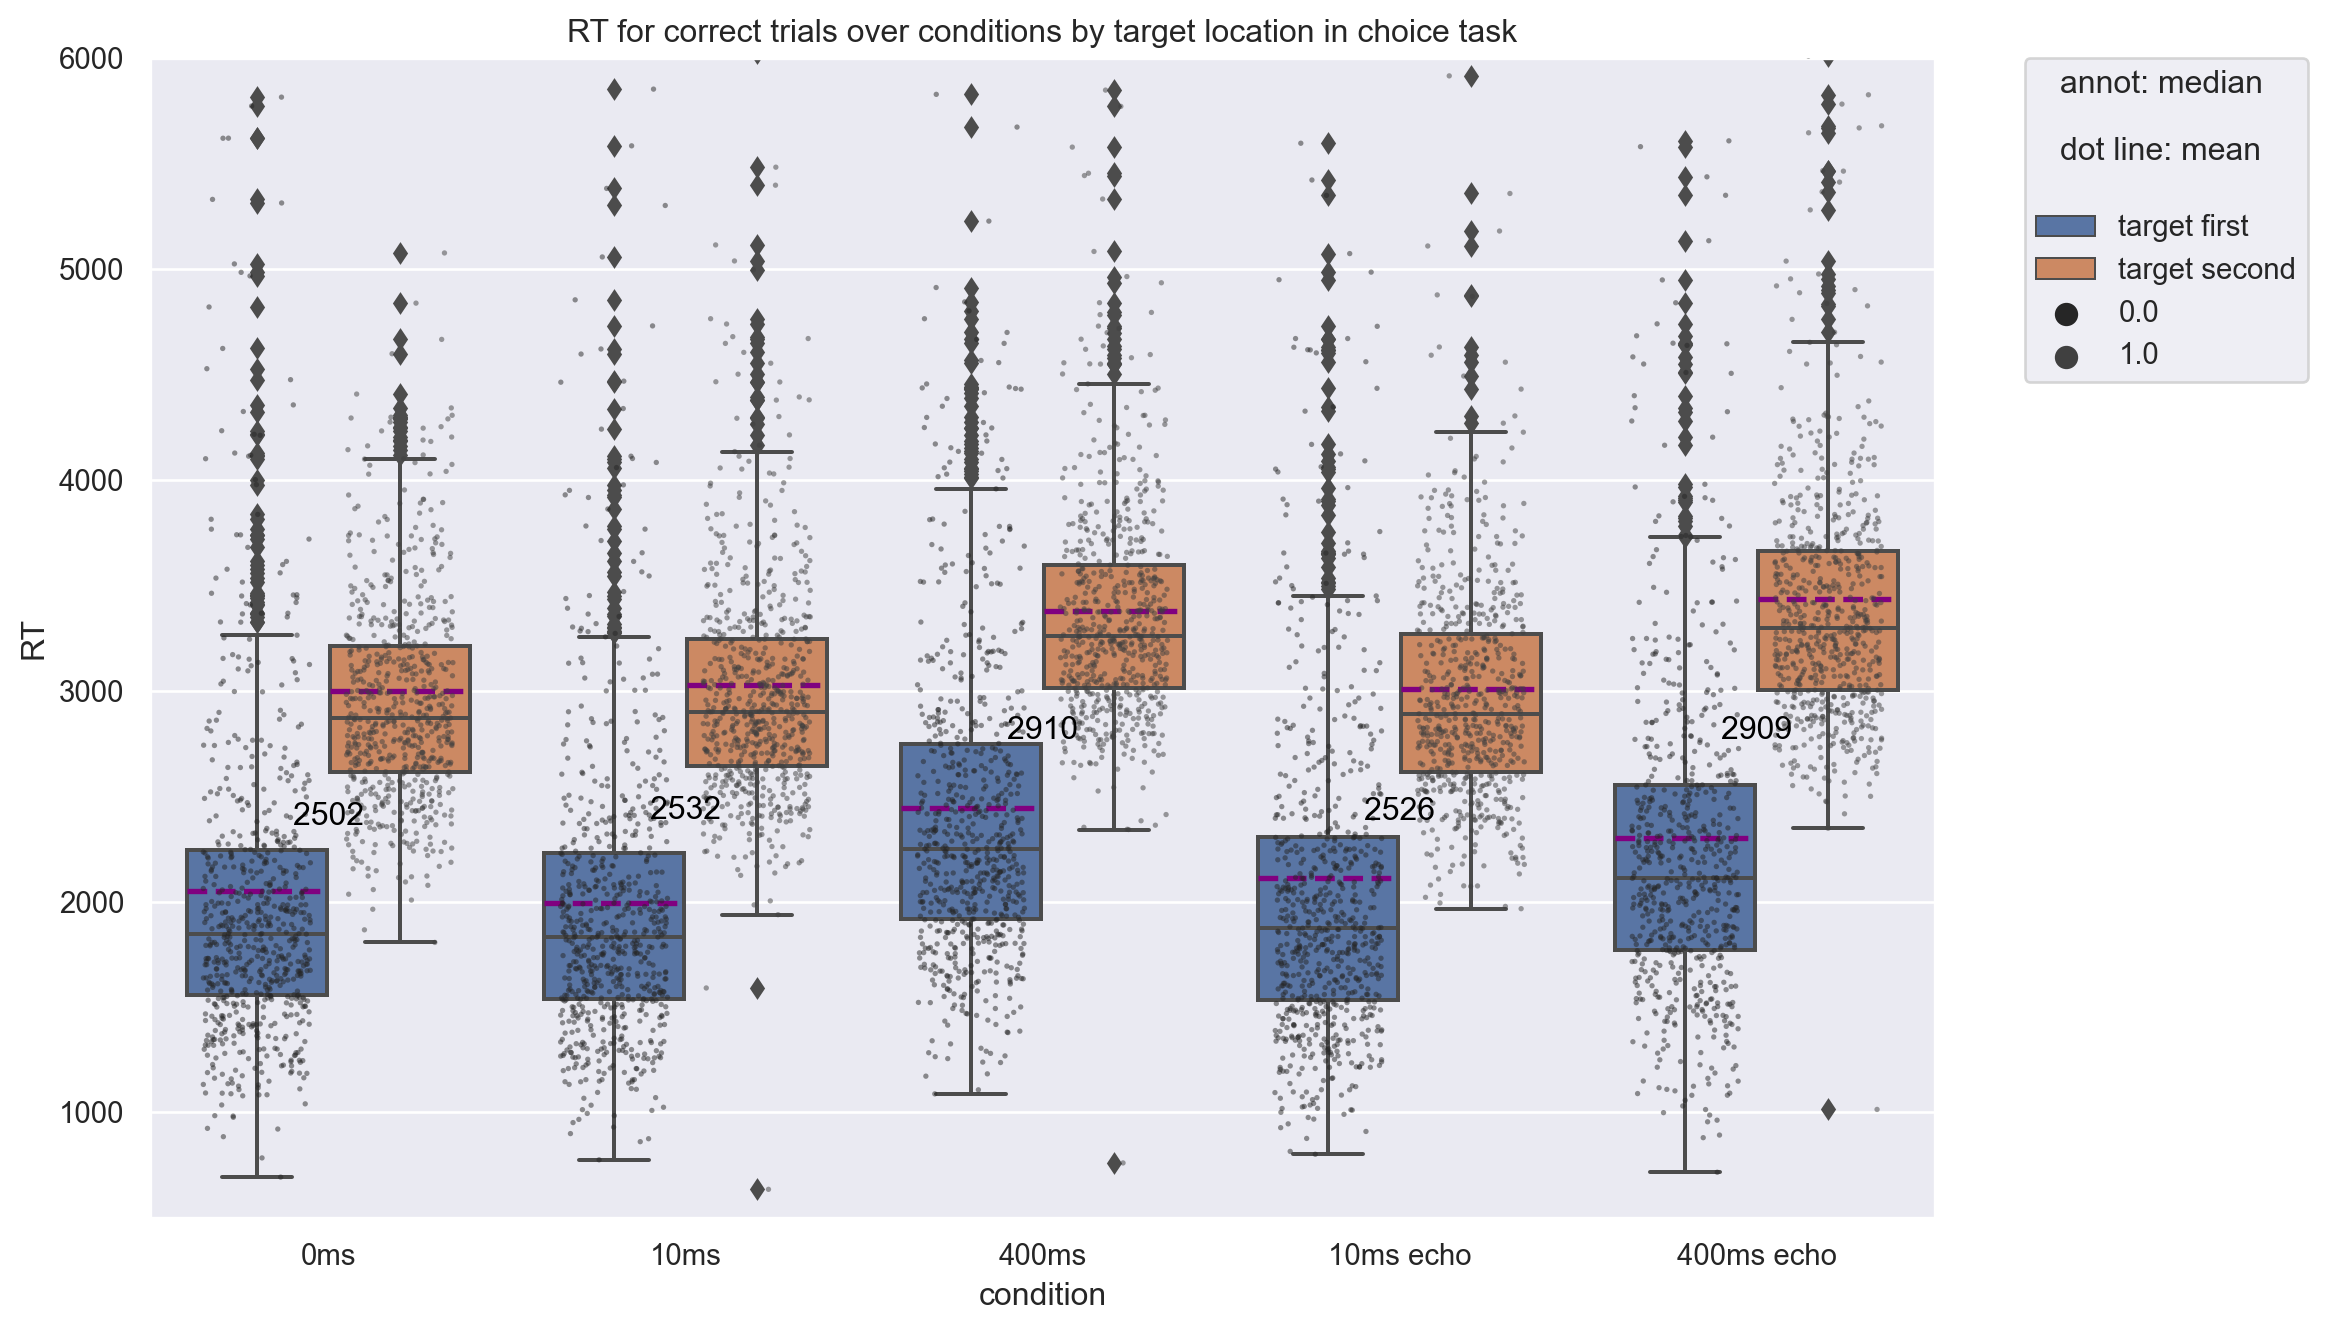 RT for correct trials over conditions by target location in choice task
6000
5000
4000
3000
2000
1000
RT
2502
2532
2910
2526
2909
0ms
10ms
400ms
10ms echo
400ms echo
condition
annot: median
dot line: mean
target first
target second
0.0
1.0